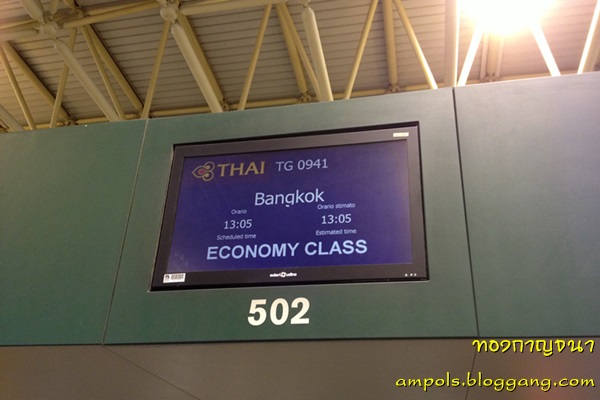 THAI TG 0941
Bangkok
Orario Orario stimato
13:05 13:05
Scheduled time Estimated time
ECONOMY CLASS
502
ทองกาญจนา
ampols.bloggang.com